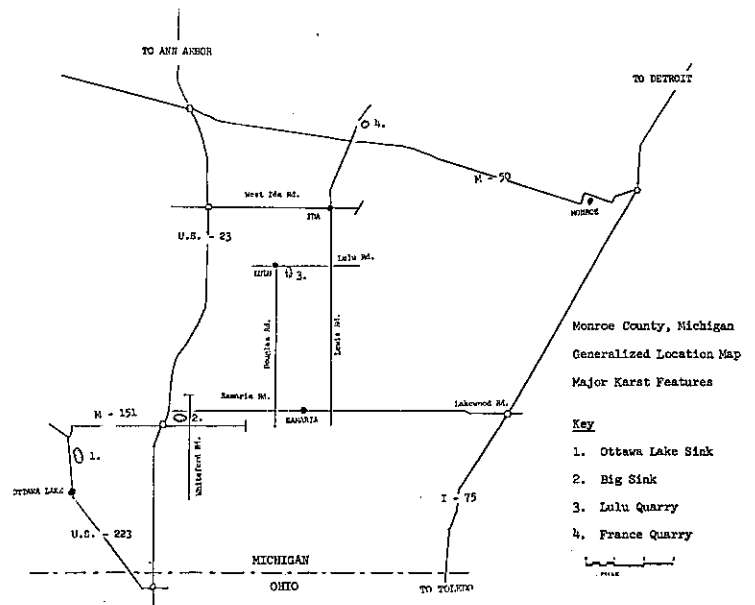 TO ANN ARBOR
TO DETROIT
4.
M - 50
West Ida Rd.
IDA
MONROE
U.S. - 23
Lulu Rd.
LULU
3.
Douglas Rd.
Lewis Rd.
Monroe County, Michigan
Generalized Location Map
Major Karst Features
Samaria Rd.
Lakewood Rd.
M - 151
2.
SAMARIA
Whiteford Rd.
1.
OTTAWA LAKE
U.S. - 223
I - 75
Key
1. Ottawa Lake Sink
2. Big Sink
3. Lulu Quarry
4. France Quarry
MILE
MICHIGAN
OHIO
TO TOLEDO